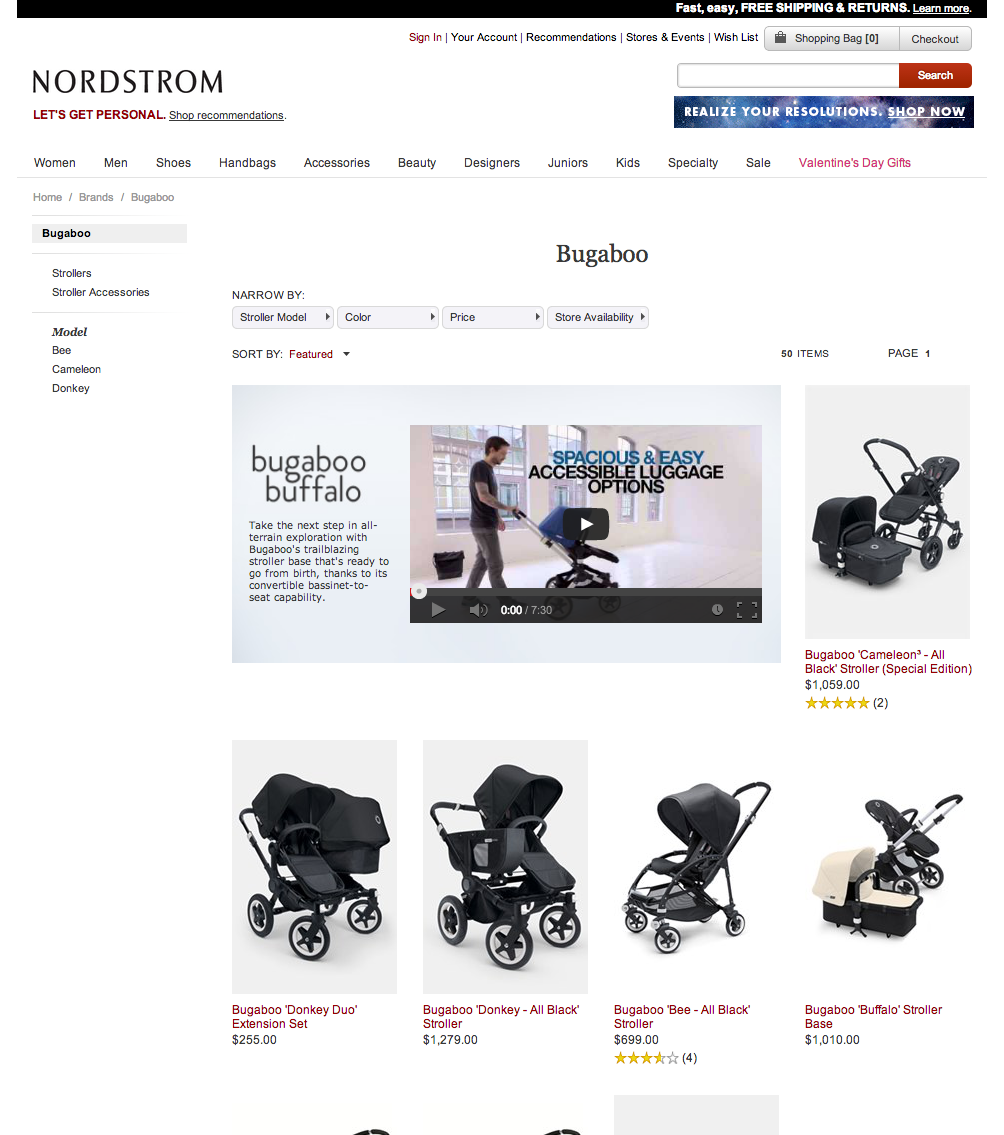 Fast, easy, FREE SHIPPING & RETURNS. Learn more.
Sign In | Your Account | Recommendations | Stores & Events | Wish List
Shopping Bag [0]
Checkout
NORDSTROM
Search
LET'S GET PERSONAL. Shop recommendations.
REALIZE YOUR RESOLUTIONS. SHOP NOW
Women Men Shoes Handbags Accessories Beauty Designers Juniors Kids Specialty Sale Valentine's Day Gifts
Home / Brands / Bugaboo
Bugaboo
Strollers
Stroller Accessories
Model
Bee
Cameleon
Donkey
Bugaboo
NARROW BY:
Stroller Model
Color
Price
Store Availability
SORT BY: Featured
50 ITEMS
PAGE 1
bugaboo
buffalo
Take the next step in all-
terrain exploration with
Bugaboo's trailblazing
stroller base that's ready to
go from birth, thanks to its
convertible bassinet-to-
seat capability.
SPACIOUS & EASY
ACCESSIBLE LUGGAGE
OPTIONS
0:00 / 7:30
Bugaboo 'Cameleon³ - All
Black' Stroller (Special Edition)
$1,059.00
(2)
Bugaboo 'Donkey Duo'
Extension Set
$255.00
Bugaboo 'Donkey - All Black'
Stroller
$1,279.00
Bugaboo 'Bee - All Black'
Stroller
$699.00
(4)
Bugaboo 'Buffalo' Stroller
Base
$1,010.00